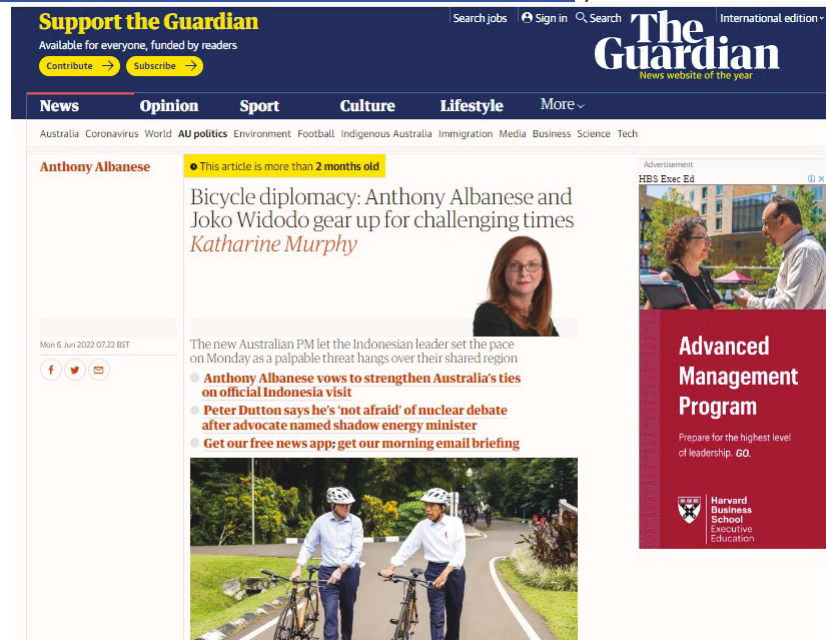 Support the Guardian
Available for everyone, funded by readers
Contribute →
Subscribe →
Search jobs
Sign in
Search
International edition
The
Guardian
News website of the year
News
Opinion
Sport
Culture
Lifestyle
More
Australia Coronavirus World AU politics Environment Football Indigenous Australia Immigration Media Business Science Tech
Anthony Albanese
This article is more than 2 months old
Bicycle diplomacy: Anthony Albanese and
Joko Widodo gear up for challenging times
Katharine Murphy
Mon 6 Jun 2022 07.22 BST
The new Australian PM let the Indonesian leader set the pace
on Monday as a palpable threat hangs over their shared region
Anthony Albanese vows to strengthen Australia's ties
on official Indonesia visit
Peter Dutton says he's 'not afraid' of nuclear debate
after advocate named shadow energy minister
Get our free news app; get our morning email briefing
Advertisement
HBS Exec Ed
Advanced
Management
Program
Prepare for the highest level
of leadership. GO.
Harvard
Business
School
Executive
Education